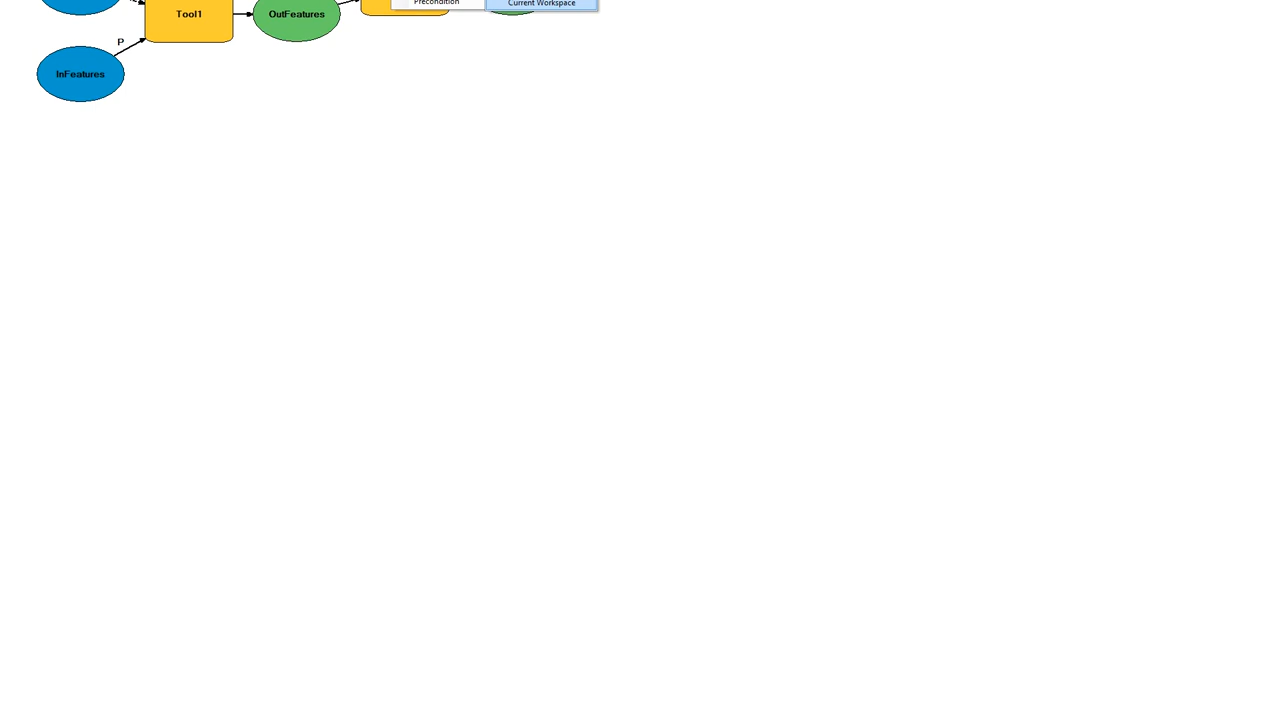 Precondition
Current Workspace
Tool1
OutFeatures
P
InFeatures